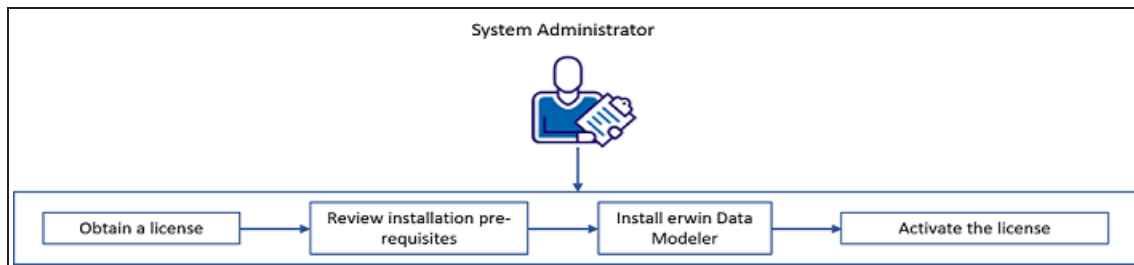 System Administrator
Obtain a license
Review installation pre-
requisites
Install erwin Data
Modeler
Activate the license